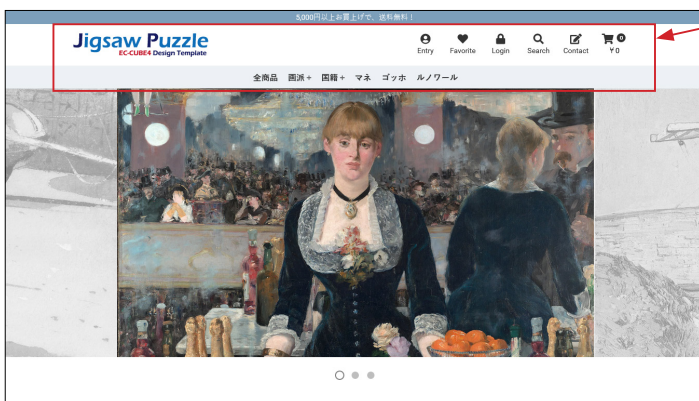 5,000円以上お買上げで、送料無料！
Jigsaw Puzzle
EC-CUBE4 Design Template
Entry Favorite Login Search Contact ¥0
0
全商品 画派+ 国籍+ マネ ゴッホ ルノワール